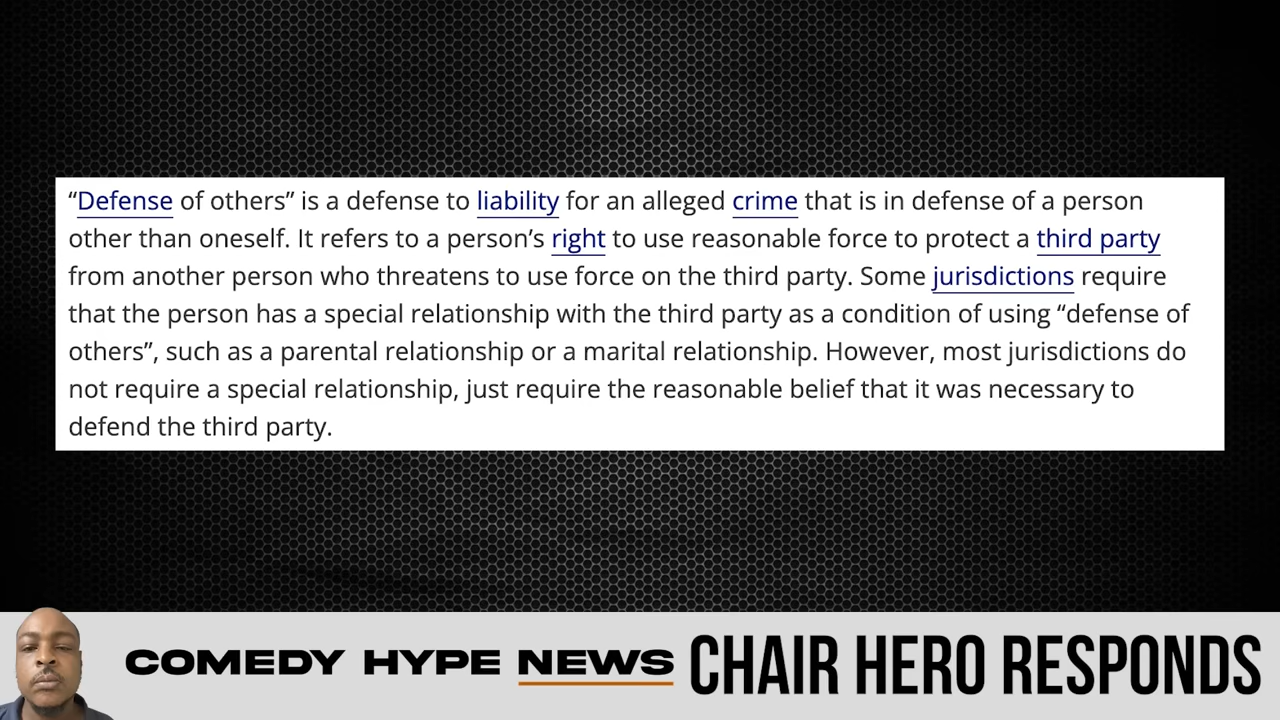 “Defense of others” is a defense to liability for an alleged crime that is in defense of a person
other than oneself. It refers to a person’s right to use reasonable force to protect a third party
from another person who threatens to use force on the third party. Some jurisdictions require
that the person has a special relationship with the third party as a condition of using “defense of
others”, such as a parental relationship or a marital relationship. However, most jurisdictions do
not require a special relationship, just require the reasonable belief that it was necessary to
defend the third party.
COMEDY HYPE NEWS CHAIR HERO RESPONDS